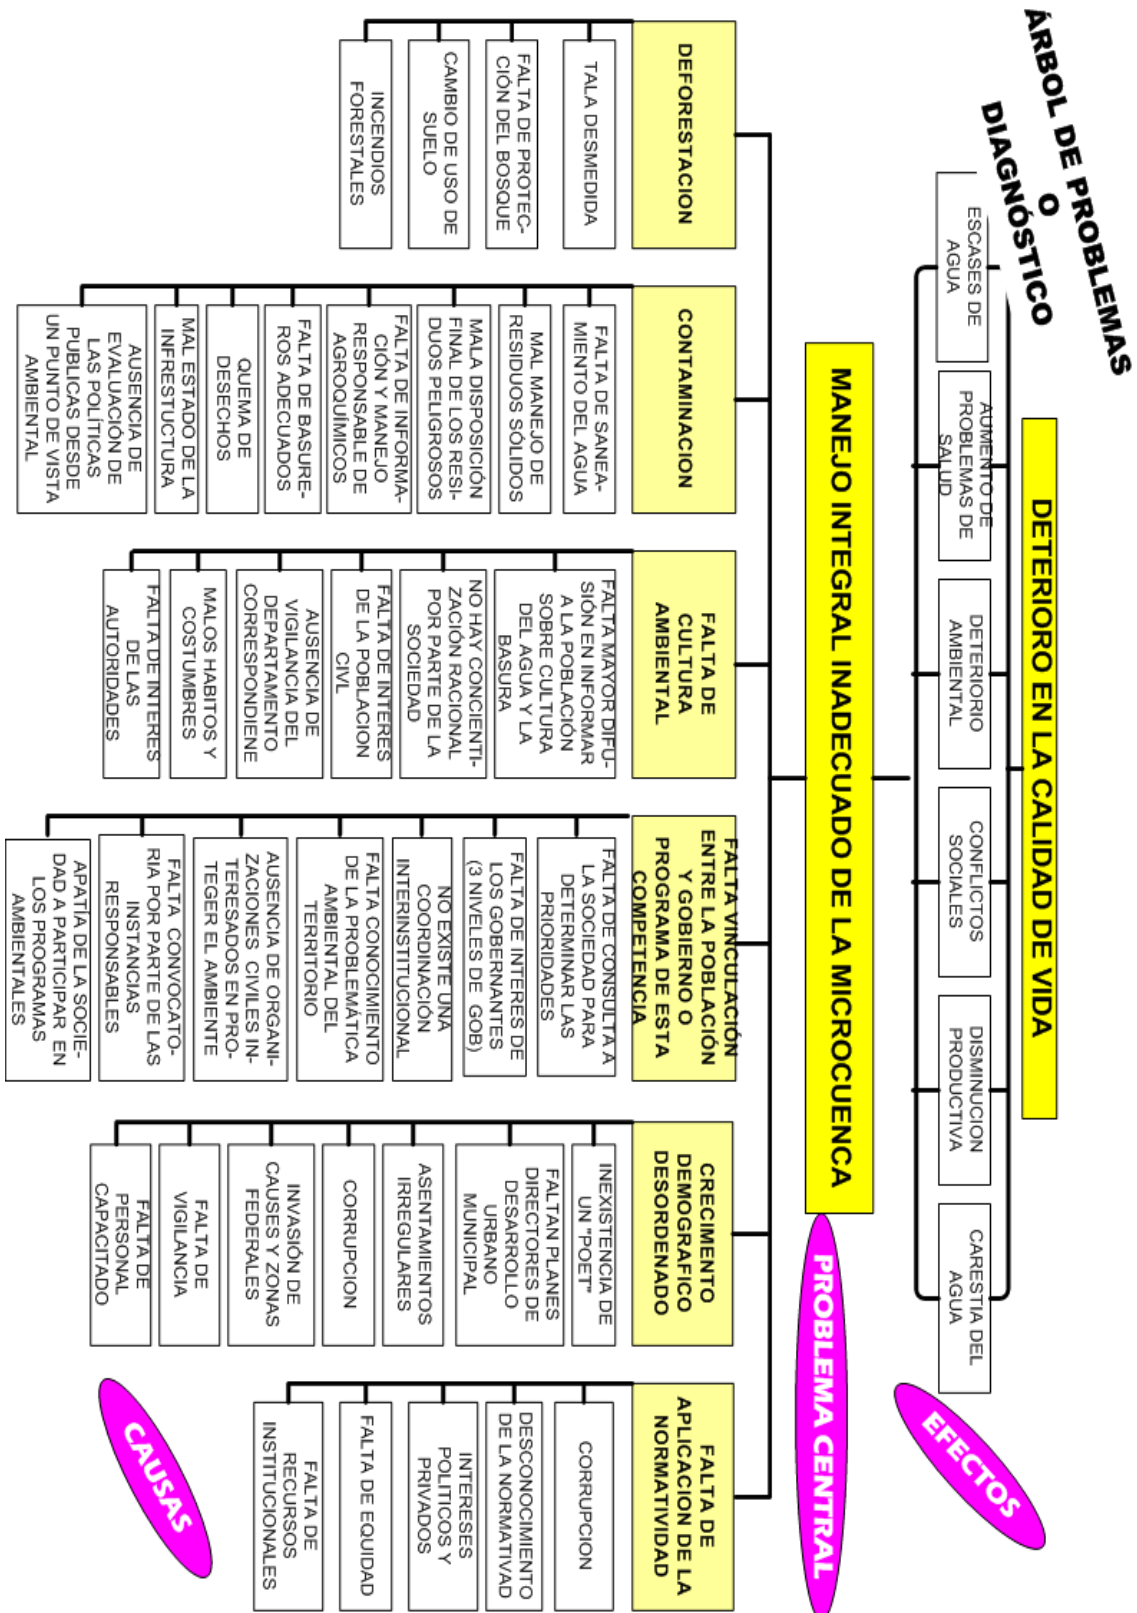 ÁRBOL DE PROBLEMAS
O
DIAGNÓSTICO
DETERIORO EN LA CALIDAD DE VIDA
ESCASES DE
AGUA
AUMENTO DE
PROBLEMAS DE
SALUD
DETERIORIO
AMBIENTAL
CONFLICTOS
SOCIALES
DISMINUCION
PRODUCTIVA
CARESTIA DEL
AGUA
EFECTOS
MANEJO INTEGRAL INADECUADO DE LA MICROCUENCA
PROBLEMA CENTRAL
DEFORESTACION
TALA DESMEDIDA
FALTA DE PROTEC-
CIÓN DEL BOSQUE
CAMBIO DE USO DE
SUELO
INCENDIOS
FORESTALES
CONTAMINACION
FALTA DE SANEA-
MIENTO DEL AGUA
MAL MANEJO DE
RESIDUOS SÓLIDOS
MALA DISPOSICIÓN
FINAL DE LOS RESI-
DUOS PELIGROSOS
FALTA DE INFORMA-
CIÓN Y MANEJO
RESPONSABLE DE
AGROQUÍMICOS
FALTA DE BASURE-
ROS ADECUADOS
QUEMA DE
DESECHOS
MAL ESTADO DE LA
INFRESTUCTURA
AUSENCIA DE
EVALUACIÓN DE
LAS POLÍTICAS
PUBLICAS DESDE
UN PUNTO DE VISTA
AMBIENTAL
FALTA DE
CULTURA
AMBIENTAL
FALTA MAYOR DIFU-
SIÓN EN INFORMAR
A LA POBLACIÓN
SOBRE CULTURA
DEL AGUA Y LA
BASURA
NO HAY CONCIENTI-
ZACIÓN RACIONAL
POR PARTE DE LA
SOCIEDAD
FALTA DE INTERES
DE LA POBLACION
CIVL
AUSENCIA DE
VIGILANCIA DEL
DEPARTAMENTO
CORRESPONDIENE
MALOS HABITOS Y
COSTUMBRES
FALTA DE INTERES
DE LAS
AUTORIDADES
FALTA VINCULACIÓN
ENTRE LA POBLACIÓN
Y GOBIERNO O
PROGRAMA DE ESTA
COMPETENCIA
FALTA DE CONSULTA A
LA SOCIEDAD PARA
DETERMINAR LAS
PRIORIDADES
FALTA DE INTERES DE
LOS GOBERNANTES
(3 NIVELES DE GOB)
NO EXISTE UNA
COORDINACIÓN
INTERINSTITUCIONAL
FALTA CONOCIMIENTO
DE LA PROBLEMÁTICA
AMBIENTAL DEL
TERRITORIO
AUSENCIA DE ORGANI-
ZACIONES CIVILES IN-
TERESADOS EN PRO-
TEGER EL AMBIENTE
FALTA CONVOCATO-
RIA POR PARTE DE LAS
INSTANCIAS
RESPONSABLES
APATÍA DE LA SOCIE-
DAD A PARTICIPAR EN
LOS PROGRAMAS
AMBIENTALES
CRECIMENTO
DEMOGRAFICO
DESORDENADO
INEXISTENCIA DE
UN "POET"
FALTAN PLANES
DIRECTORES DE
DESARROLLO
URBANO
MUNICIPAL
ASENTAMIENTOS
IRREGULARES
CORRUPCION
INVASIÓN DE
CAUSES Y ZONAS
FEDERALES
FALTA DE
VIGILANCIA
FALTA DE
PERSONAL
CAPACITADO
FALTA DE
APLICACION DE LA
NORMATIVIDAD
CORRUPCION
DESCONOCIMIENTO
DE LA NORMATIVAD
INTERESES
POLITICOS Y
PRIVADOS
FALTA DE EQUIDAD
FALTA DE
RECURSOS
INSTITUCIONALES
CAUSAS